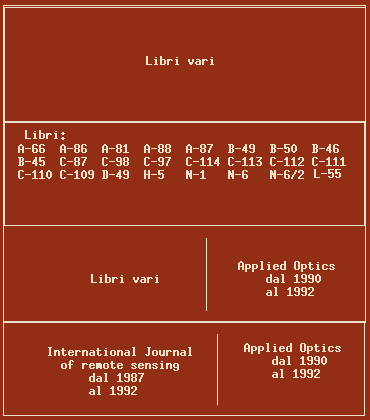 Libri vari
Libri:
A-66 A-86 A-81 A-88 A-87 B-49 B-50 B-46
B-45 C-87 C-98 C-97 C-114 C-113 C-112 C-111
C-110 C-109 D-49 H-5 N-1 N-6 N-6/2 L-55
Libri vari
Applied Optics
dal 1990
al 1992
International Journal
of remote sensing
dal 1987
al 1992
Applied Optics
dal 1990
al 1992